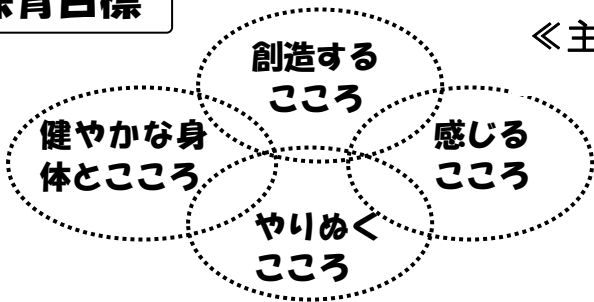 保育目標
≪主
創造する
こころ
健やかな身
体とこころ
感じる
こころ
やりぬく
こころ